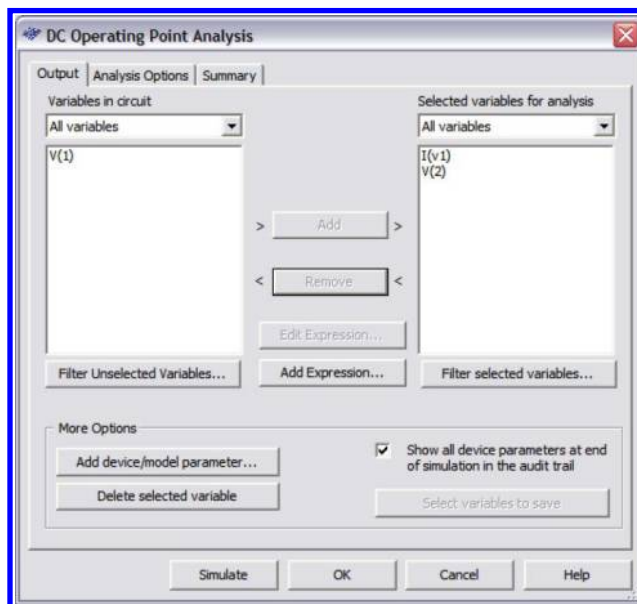 DC Operating Point Analysis
Output Analysis Options Summary
Variables in circuit
All variables
V(1)
> Add >
< Remove <
Edit Expression...
Add Expression...
Filter Unselected Variables...
Selected variables for analysis
All variables
I(v1)
V(2)
Filter selected variables...
More Options
Add device/model parameter...
Delete selected variable
Show all device parameters at end
of simulation in the audit trail
Select variables to save
Simulate OK Cancel Help